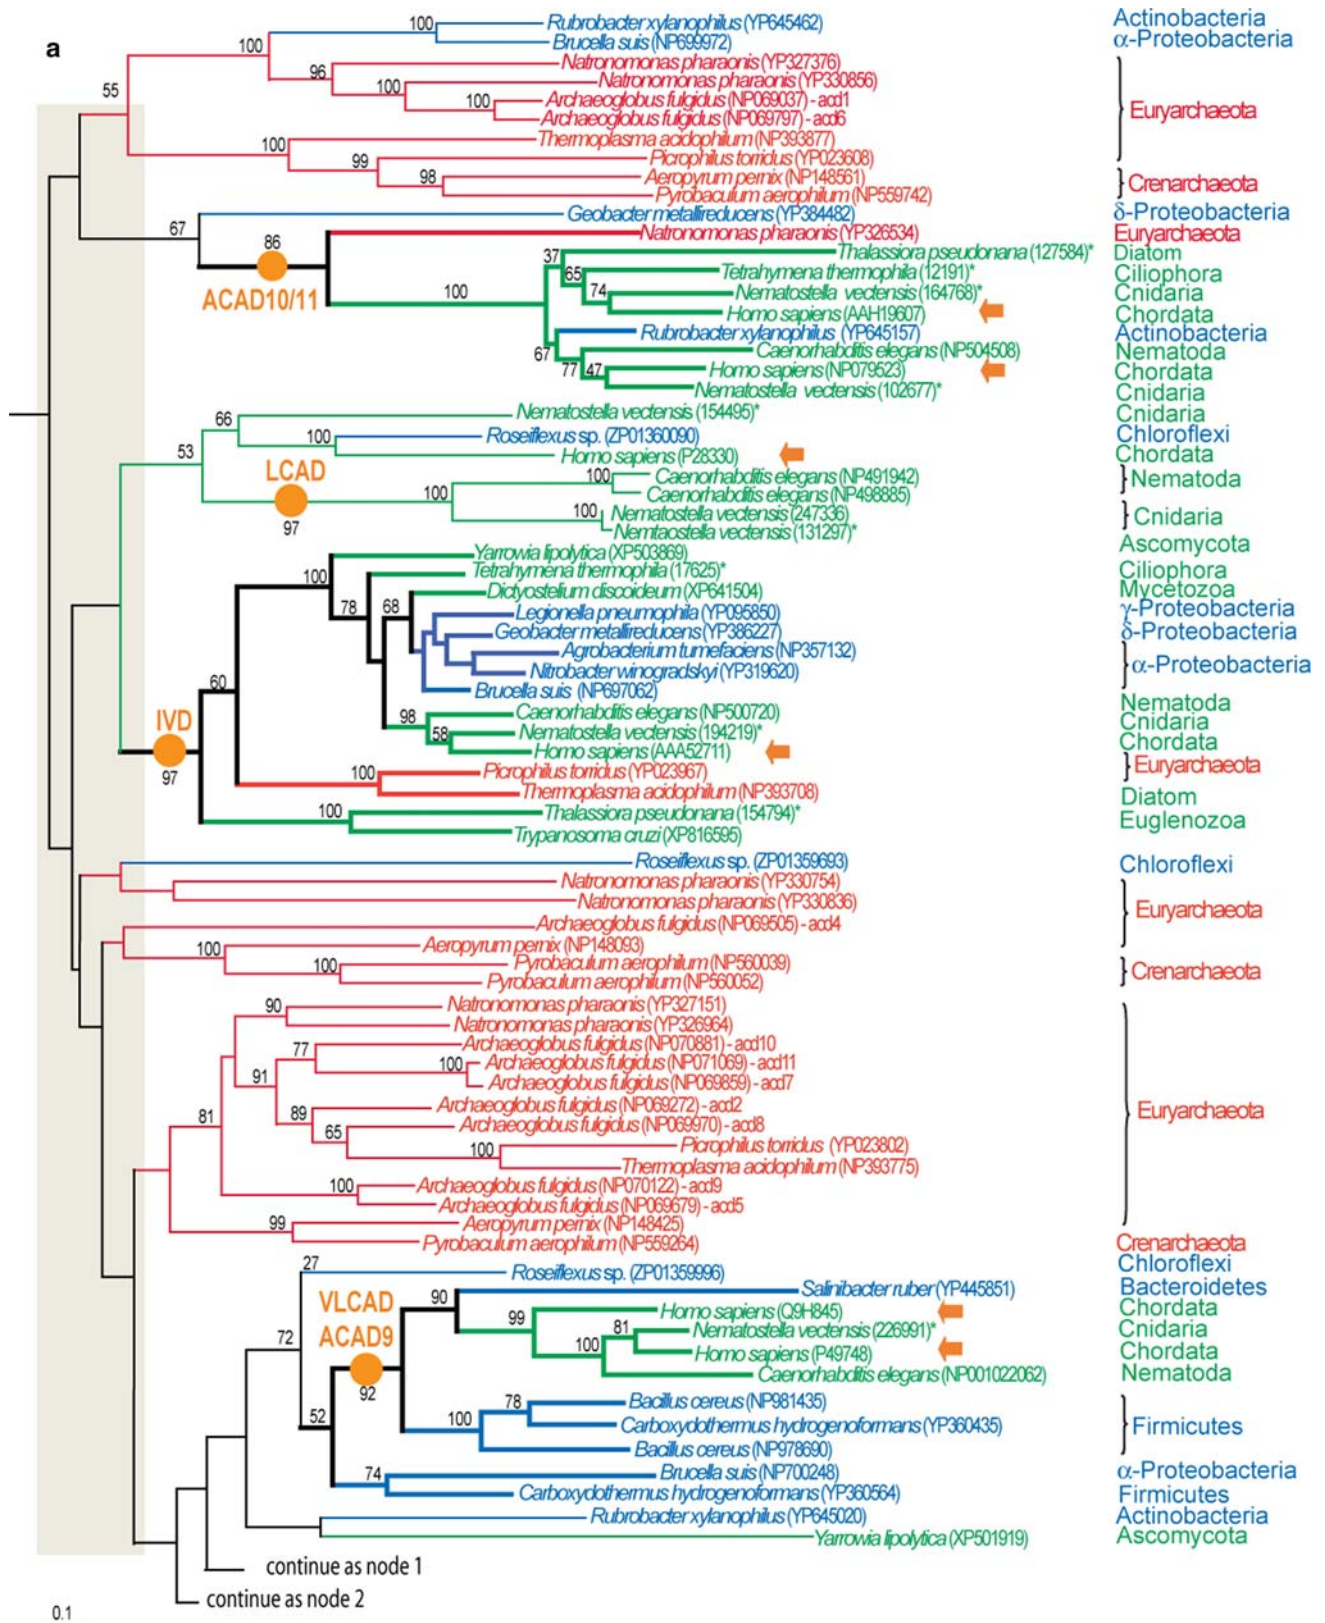 a
100 Rubrobacter xylanophilus (YP645462) Actinobacteria
100 Brucella suis (NP699972) α-Proteobacteria
Natronomonas pharaonis (YP327376)
96 Natronomonas pharaonis (YP330856)
100 100 Archaeoglobus fulgidus (NP069037) - acd1 Euryarchaeota
55 Archaeoglobus fulgidus (NP069797) - acd6
100 Thermoplasma acidophilum (NP393877)
99 Picrophilus torridus (YP023608)
98 Aeropyrum pernix (NP148561) Crenarchaeota
Pyrobaculum aerophilum (NP559742)
67 Geobacter metallireducens (YP384482) δ-Proteobacteria
86 Natronomonas pharaonis (YP326534) Euryarchaeota
37 Thalassiora pseudonana (127584)* Diatom
65 Tetrahymena thermophila (12191)* Ciliophora
ACAD10/11 100 74 Nematostella vectensis (164768)* Cnidaria
Homo sapiens (AAH19607) Chordata
Rubrobacter xylanophilus (YP645157) Actinobacteria
67 Caenorhabditis elegans (NP504508) Nematoda
77 47 Homo sapiens (NP079523) Chordata
Nematostella vectensis (102677)* Cnidaria
66 Nematostella vectensis (154495)* Cnidaria
100 Roseiflexus sp. (ZP01360090) Chloroflexi
53 Homo sapiens (P28330) Chordata
LCAD 100 Caenorhabditis elegans (NP491942) Nematoda
100 Caenorhabditis elegans (NP498885)
97 100 Nematostella vectensis (247336) Cnidaria
Nemtaostella vectensis (131297)*
Yarrowia lipolytica (XP503869) Ascomycota
100 Tetrahymena thermophila (17625)* Ciliophora
78 68 Dictyostelium discoideum (XP641504) Mycetozoa
Legionella pneumophila (YP095850) γ-Proteobacteria
Geobacter metallireducens (YP386227) δ-Proteobacteria
Agrobacterium tumefaciens (NP357132)
60 Nitrobacter winogradskyi (YP319620) α-Proteobacteria
Brucella suis (NP697062)
IVD 98 Caenorhabditis elegans (NP500720) Nematoda
58 Nematostella vectensis (194219)* Cnidaria
Homo sapiens (AAA52711) Chordata
97 100 Picrophilus torridus (YP023967) Euryarchaeota
Thermoplasma acidophilum (NP393708)
100 Thalassiora pseudonana (154794)* Diatom
Trypanosoma cruzi (XP816595) Euglenozoa
Roseiflexus sp. (ZP01359693) Chloroflexi
Natronomonas pharaonis (YP330754)
Natronomonas pharaonis (YP330836) Euryarchaeota
Archaeoglobus fulgidus (NP069505) - acd4
100 Aeropyrum pernix (NP148093)
100 Pyrobaculum aerophilum (NP560039) Crenarchaeota
Pyrobaculum aerophilum (NP560052)
90 Natronomonas pharaonis (YP327151)
Natronomonas pharaonis (YP326964)
77 Archaeoglobus fulgidus (NP070881) - acd10
100 Archaeoglobus fulgidus (NP071069) - acd11
91 Archaeoglobus fulgidus (NP069859) - acd7
89 Archaeoglobus fulgidus (NP069272) - acd2 Euryarchaeota
81 65 Archaeoglobus fulgidus (NP069970) - acd8
100 Picrophilus torridus (YP023802)
Thermoplasma acidophilum (NP393775)
100 Archaeoglobus fulgidus (NP070122) - acd9
Archaeoglobus fulgidus (NP069679) - acd5
99 Aeropyrum pernix (NP148425)
Pyrobaculum aerophilum (NP559264) Crenarchaeota
27 Roseiflexus sp. (ZP01359996) Chloroflexi
90 Salinibacter ruber (YP445851) Bacteroidetes
VLCAD 99 Homo sapiens (Q9H845) Chordata
ACAD9 81 Nematostella vectensis (226991)* Cnidaria
72 100 Homo sapiens (P49748) Chordata
Caenorhabditis elegans (NP001022062) Nematoda
92 78 Bacillus cereus (NP981435)
52 100 Carboxydothermus hydrogenoformans (YP360435) Firmicutes
Bacillus cereus (NP978690)
74 Brucella suis (NP700248) α-Proteobacteria
Carboxydothermus hydrogenoformans (YP360564) Firmicutes
Rubrobacter xylanophilus (YP645020) Actinobacteria
Yarrowia lipolytica (XP501919) Ascomycota
continue as node 1
continue as node 2
0.1